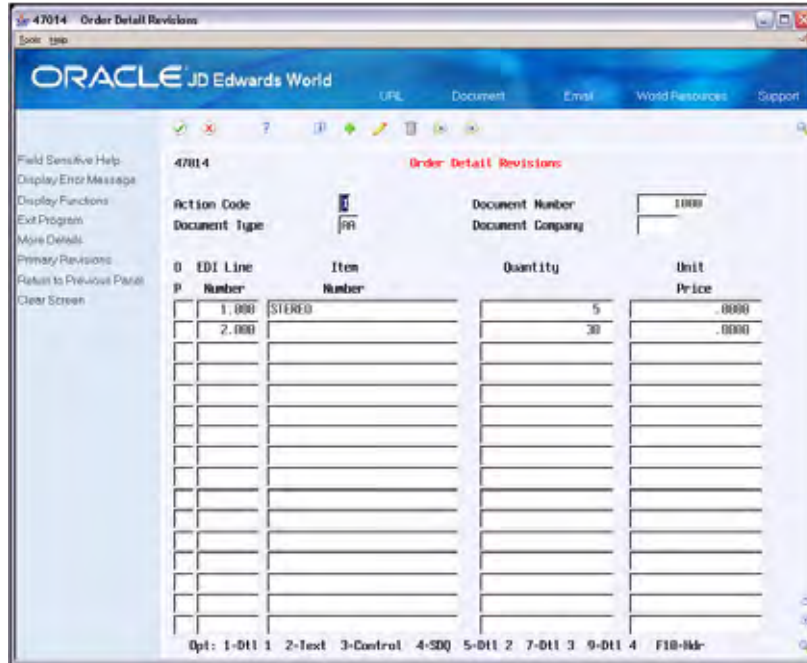 47014 Order Detail Revisions
Tools Help
ORACLE JD Edwards World
URL Document Email World Resources Support
Field Sensitive Help
Display Error Message
Display Functions
Exit Program
More Details
Primary Revisions
Return to Previous Panel
Clear Screen
47014 Order Detail Revisions
Action Code I Document Number 1000
Document Type AA Document Company
O EDI Line Item Quantity Unit
P Number Number Price
1.000 STEREO 5 .0000
2.000 30 .0000
Opt: 1-Dtl 1 2-Text 3-Control 4-SDQ 5-Dtl 2 7-Dtl 3 9-Dtl 4 F10-Hdr